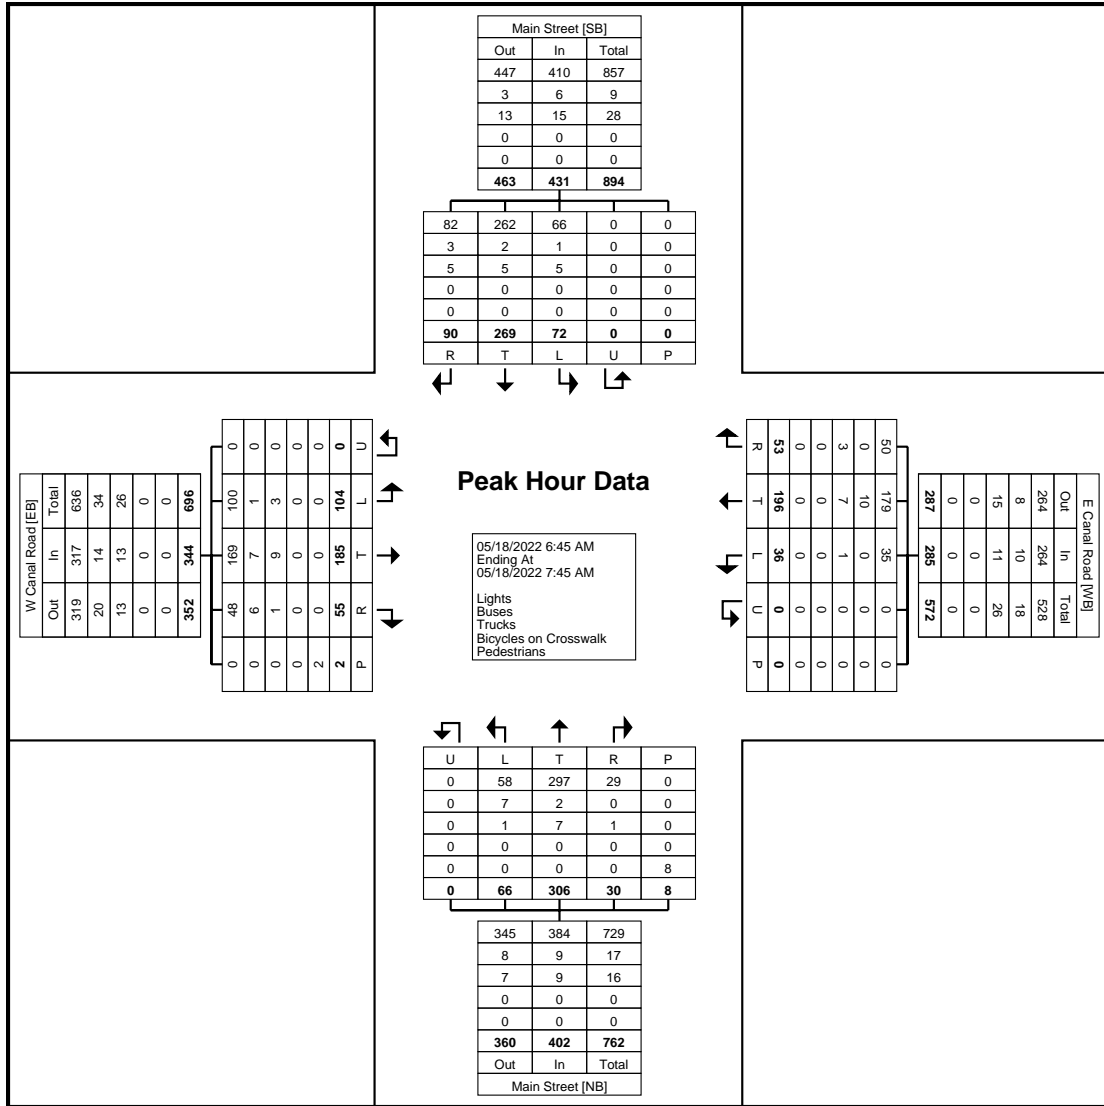 Main Street [SB]
Out In Total
447 410 857
3 6 9
13 15 28
0 0 0
0 0 0
463 431 894
82 262 66 0 0
3 2 1 0 0
5 5 5 0 0
0 0 0 0 0
0 0 0 0 0
90 269 72 0 0
R T L U P
W Canal Road [EB]
Total In Out
636 317 319
34 14 20
26 13 13
0 0 0
0 0 0
696 344 352
0 100 169 48 0
0 1 7 6 0
0 3 9 1 0
0 0 0 0 0
0 0 0 0 2
0 104 185 55 2
U L T R P
Peak Hour Data
05/18/2022 6:45 AM
Ending At
05/18/2022 7:45 AM
Lights
Buses
Trucks
Bicycles on Crosswalk
Pedestrians
50 179 35 0 0
0 10 0 0 0
3 7 1 0 0
0 0 0 0 0
0 0 0 0 0
53 196 36 0 0
R T L U P
E Canal Road [WB]
Out In Total
264 264 528
8 10 18
15 11 26
0 0 0
0 0 0
287 285 572
U L T R P
0 58 297 29 0
0 7 2 0 0
0 1 7 1 0
0 0 0 0 0
0 0 0 0 8
0 66 306 30 8
345 384 729
8 9 17
7 9 16
0 0 0
0 0 0
360 402 762
Out In Total
Main Street [NB]